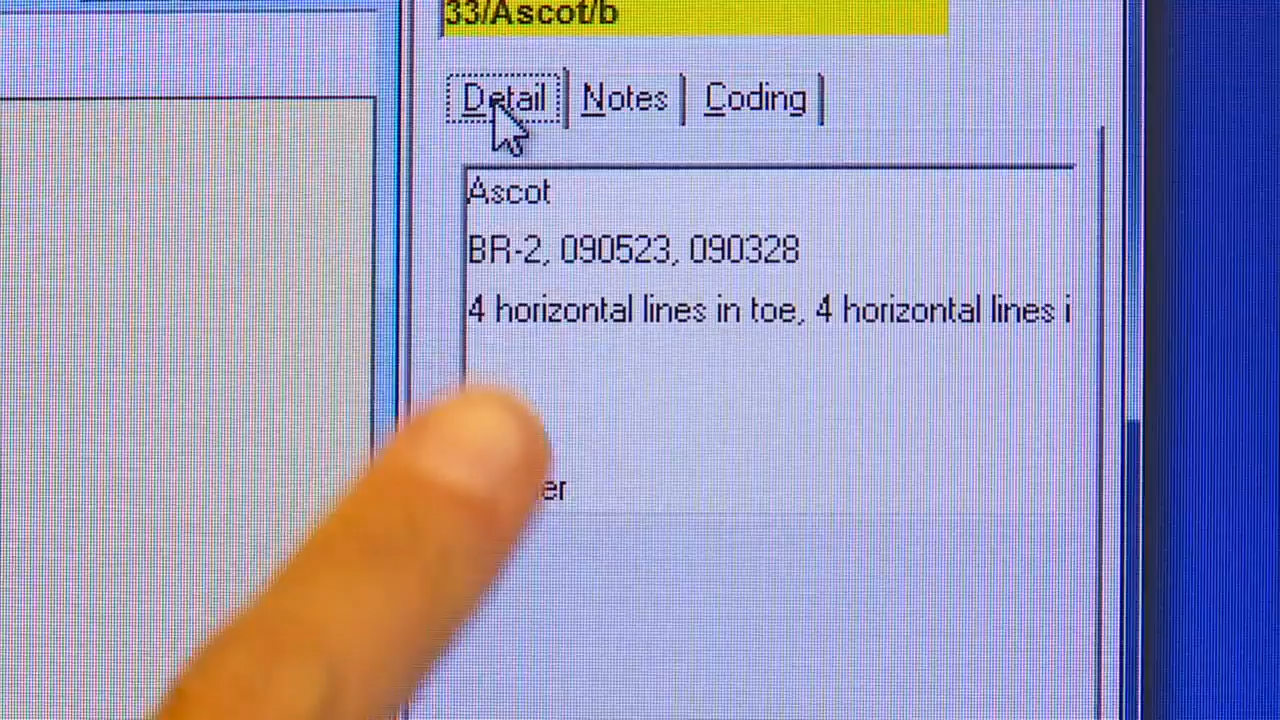 33/Ascot/b
Detail Notes Coding
Ascot
BR-2, 090523, 090328
4 horizontal lines in toe, 4 horizontal lines i